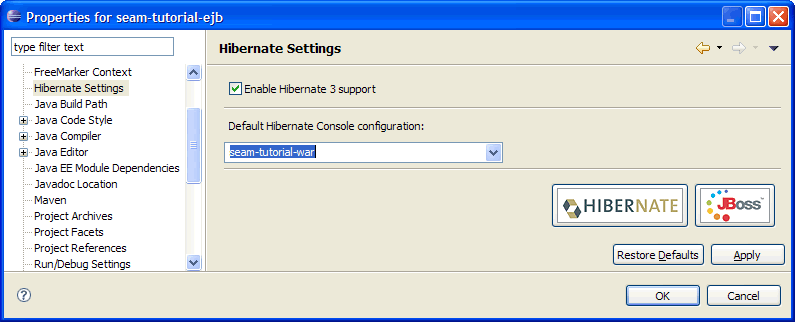 Properties for seam-tutorial-ejb
type filter text
FreeMarker Context
Hibernate Settings
Java Build Path
Java Code Style
Java Compiler
Java Editor
Java EE Module Dependencies
Javadoc Location
Maven
Project Archives
Project Facets
Project References
Run/Debug Settings
Hibernate Settings
Enable Hibernate 3 support
Default Hibernate Console configuration:
seam-tutorial-war
HIBERNATE
JBoss
Restore Defaults
Apply
?
OK
Cancel